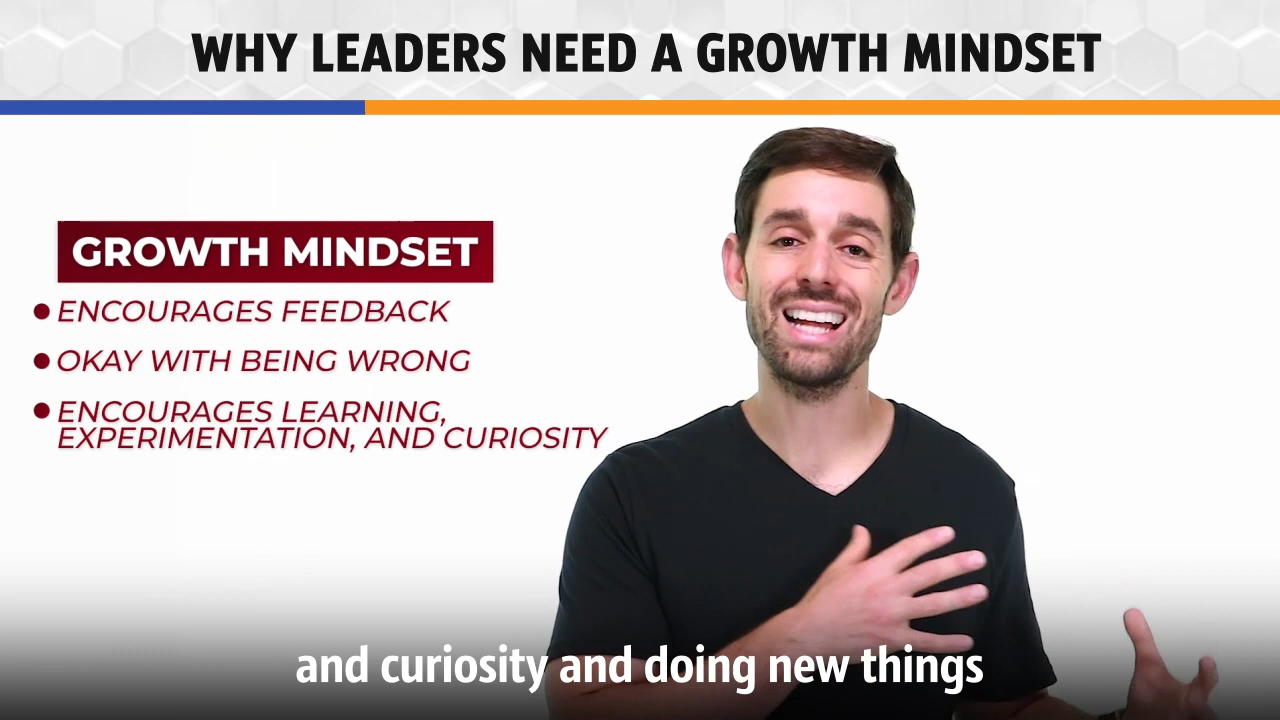 WHY LEADERS NEED A GROWTH MINDSET
GROWTH MINDSET
● ENCOURAGES FEEDBACK
● OKAY WITH BEING WRONG
● ENCOURAGES LEARNING,
EXPERIMENTATION, AND CURIOSITY
and curiosity and doing new things